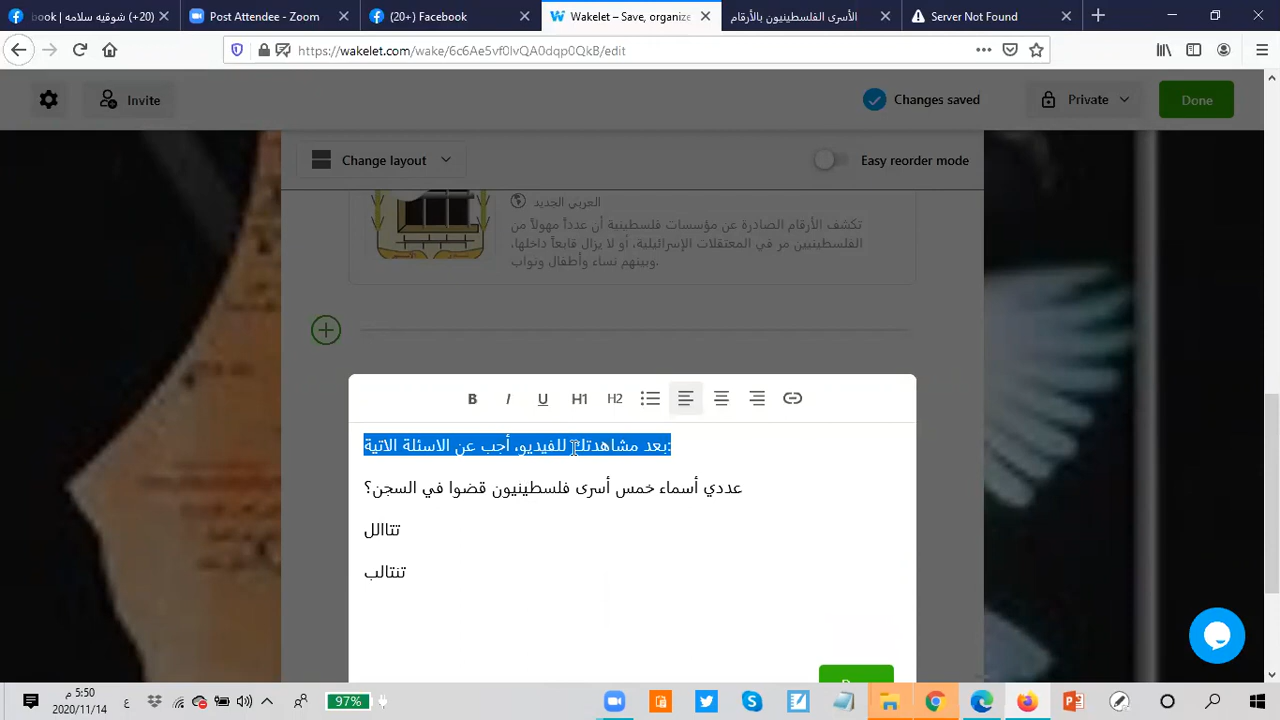 book | شوقيه سلامه (20+)
Post Attendee - Zoom
(20+) Facebook
Wakelet – Save, organize
الأسرى الفلسطينيون بالأرقام
Server Not Found
https://wakelet.com/wake/6c6Ae5vf0lvQA0dqp0QkB/edit
Invite
Changes saved
Private
Done
Change layout
Easy reorder mode
العربي الجديد
تكشف الأرقام الصادرة عن مؤسسات فلسطينية أن عدداً مهولاً من
الفلسطينيين مر في المعتقلات الإسرائيلية، أو لا يزال قابعاً داخلها،
وبينهم نساء وأطفال ونواب.
B I U H1 H2
بعد مشاهدتك للفيديو، أجب عن الاسئلة الاتية:
عددي أسماء خمس أسرى فلسطينيون قضوا في السجن؟
تتاالل
تنتالب
97%
5:50 م
2020/11/14